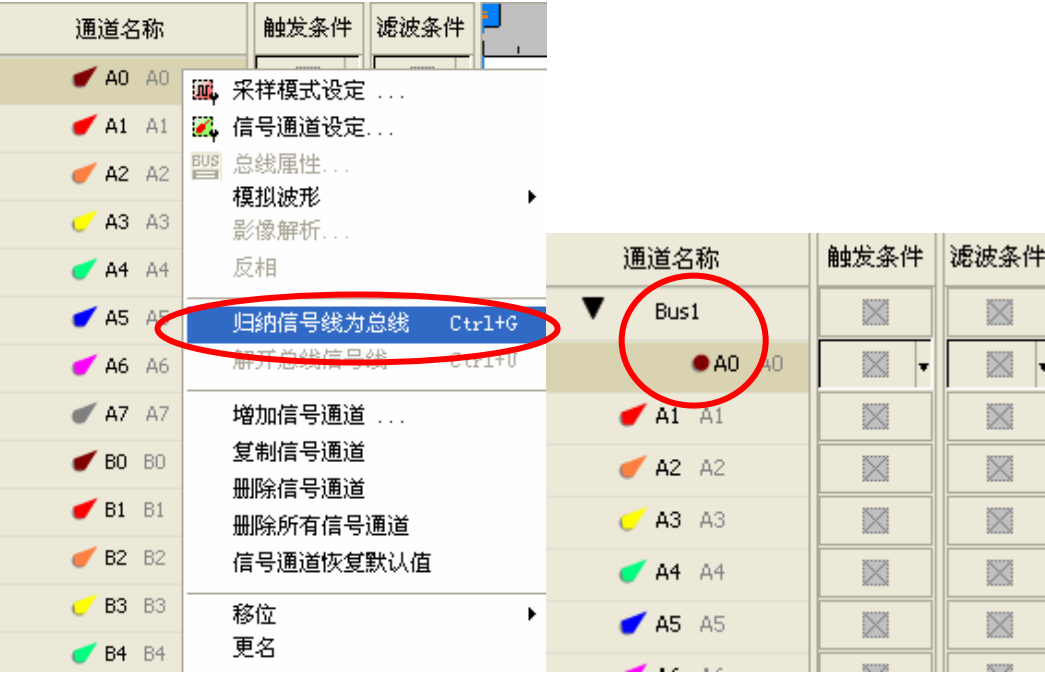 通道名称 触发条件 滤波条件
A0 A0
A1 A1
A2 A2
A3 A3
A4 A4
A5 A5
A6 A6
A7 A7
B0 B0
B1 B1
B2 B2
B3 B3
B4 B4
采样模式设定 ...
信号通道设定...
BUS 总线属性...
模拟波形
影像解析...
反相
归纳信号线为总线 Ctrl+G
解开总线信号线 Ctrl+U
增加信号通道 ...
复制信号通道
删除信号通道
删除所有信号通道
信号通道恢复默认值
移位
更名
通道名称 触发条件 滤波条件
Bus1
A0 A0
A1 A1
A2 A2
A3 A3
A4 A4
A5 A5